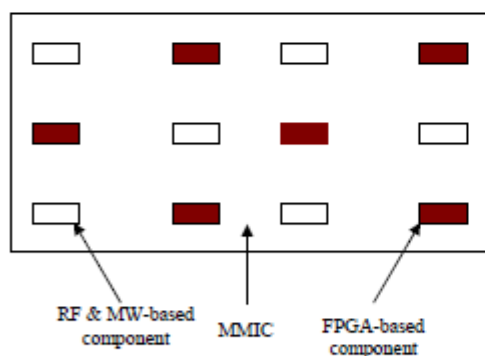 RF & MW-based
component
MMIC
FPGA-based
component